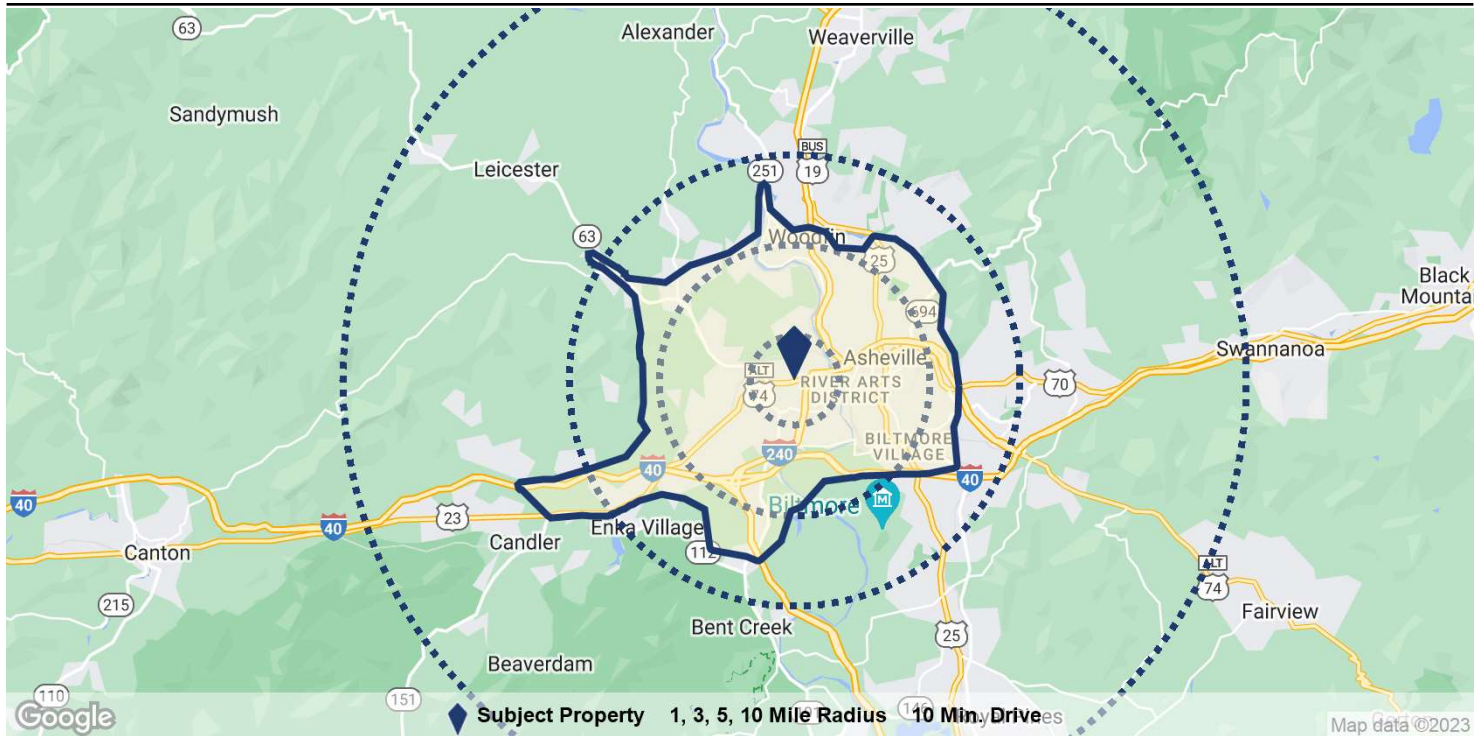 63
Alexander
Weaverville
Sandymush
BUS
19
Leicester
251
63
Woodfin
25
Black
694
ALT
74
Asheville
Swannanoa
RIVER ARTS
DISTRICT
70
BILTMORE
VILLAGE
240
40
40
40
Biltmore
M
23
40
Enka Village
Candler
112
Canton
ALT
74
215
Fairview
Bent Creek
25
Beaverdam
110
151
146
Google
Subject Property
1, 3, 5, 10 Mile Radius
10 Min. Drive
Map data ©2023